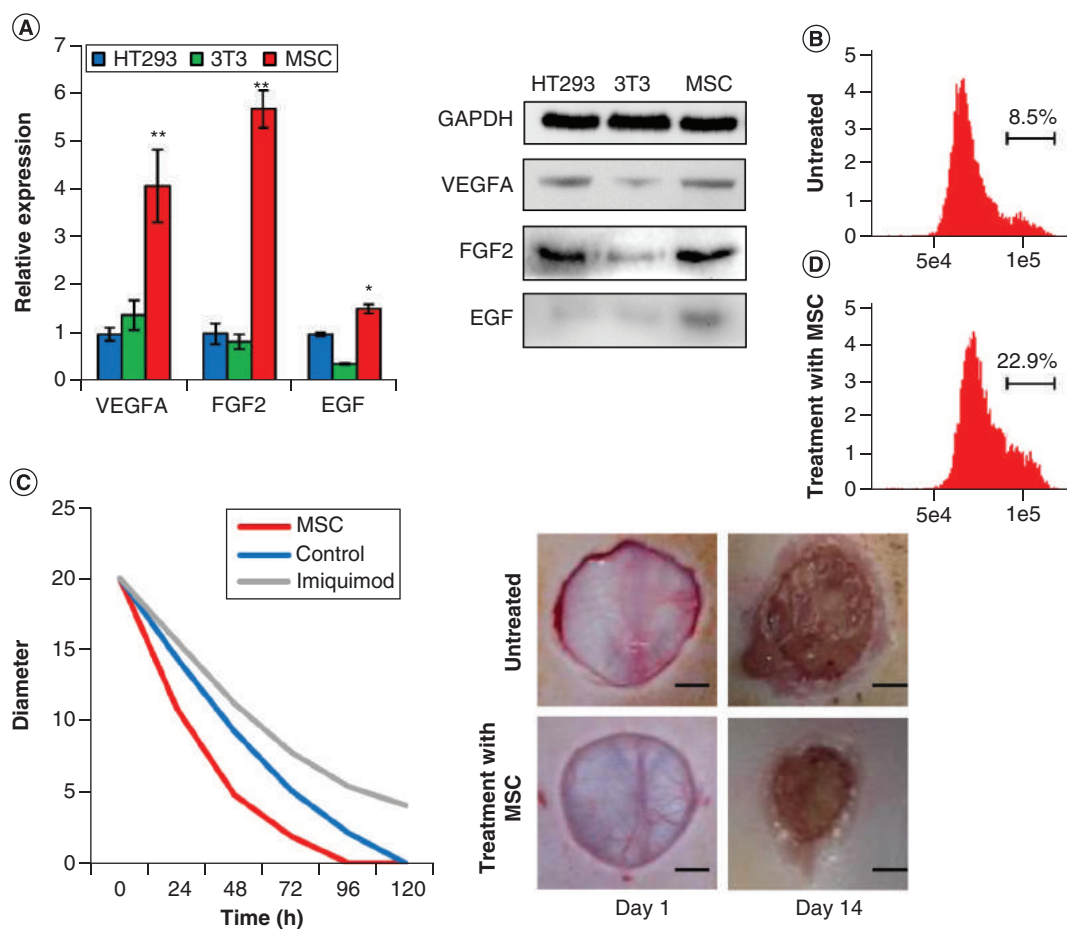 A
7
6
5
4
3
2
1
0
Relative expression
HT293 3T3 MSC
**
**
*
VEGFA FGF2 EGF
HT293 3T3 MSC
GAPDH
VEGFA
FGF2
EGF
B
5
4
3
2
1
0
Untreated
8.5%
5e4 1e5
D
5
4
3
2
1
0
Treatment with MSC
22.9%
5e4 1e5
C
25
20
15
10
5
0
Diameter
MSC
Control
Imiquimod
0 24 48 72 96 120
Time (h)
Untreated
Treatment with
MSC
Day 1 Day 14